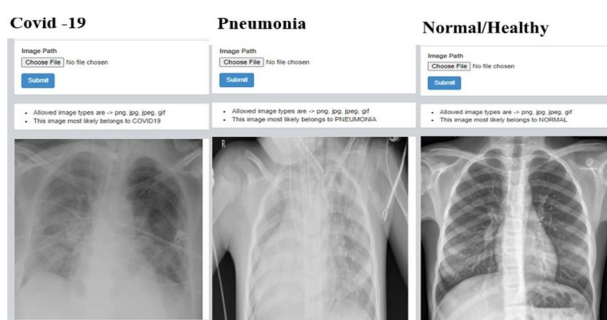 Covid -19
Image Path
Choose File No file chosen
Submit
• Allowed image types are -> png, jpg, jpeg, gif
• This image most likely belongs to COVID19
Pneumonia
Image Path
Choose File No file chosen
Submit
• Allowed image types are -> png, jpg, jpeg, gif
• This image most likely belongs to PNEUMONIA
R
Normal/Healthy
Image Path
Choose File No file chosen
Submit
• Allowed image types are -> png, jpg, jpeg, gif
• This image most likely belongs to NORMAL